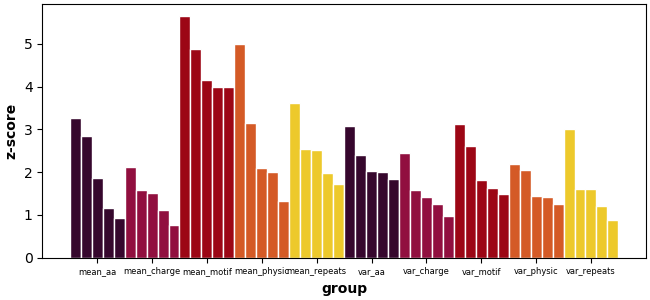 z-score
5
4
3
2
1
0
mean_aa mean_charge mean_motif mean_physic mean_repeats var_aa var_charge var_motif var_physic var_repeats
group